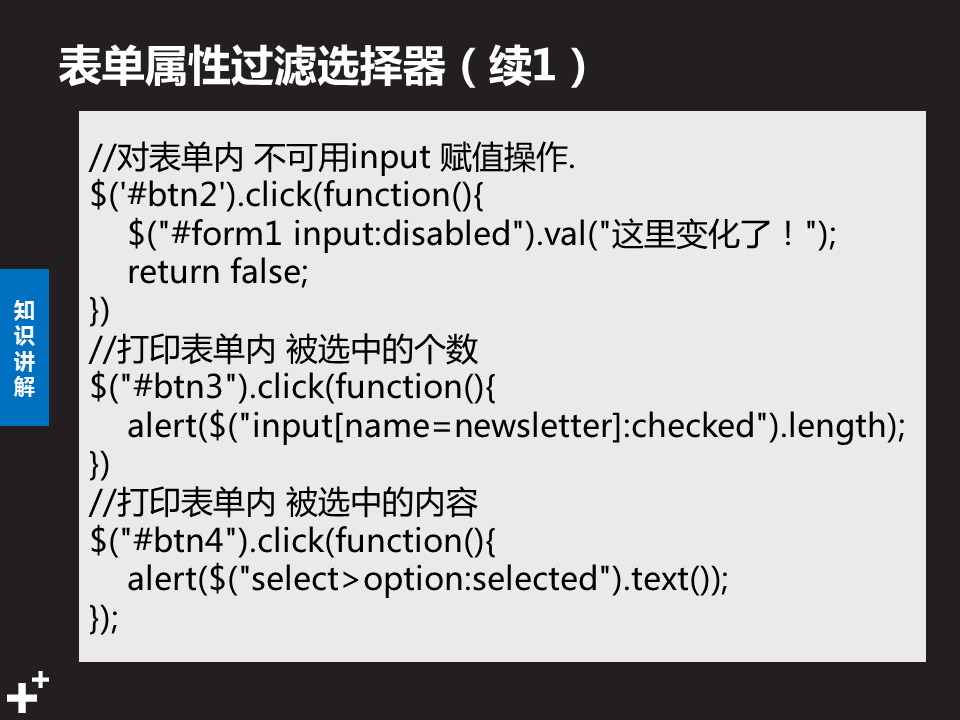 表单属性过滤选择器（续1）
//对表单内 不可用input 赋值操作.
$('#btn2').click(function(){
    $("#form1 input:disabled").val("这里变化了！");
    return false;
})
//打印表单内 被选中的个数
$("#btn3").click(function(){
    alert($("input[name=newsletter]:checked").length);
})
//打印表单内 被选中的内容
$("#btn4").click(function(){
    alert($("select>option:selected").text());
});
知识讲解